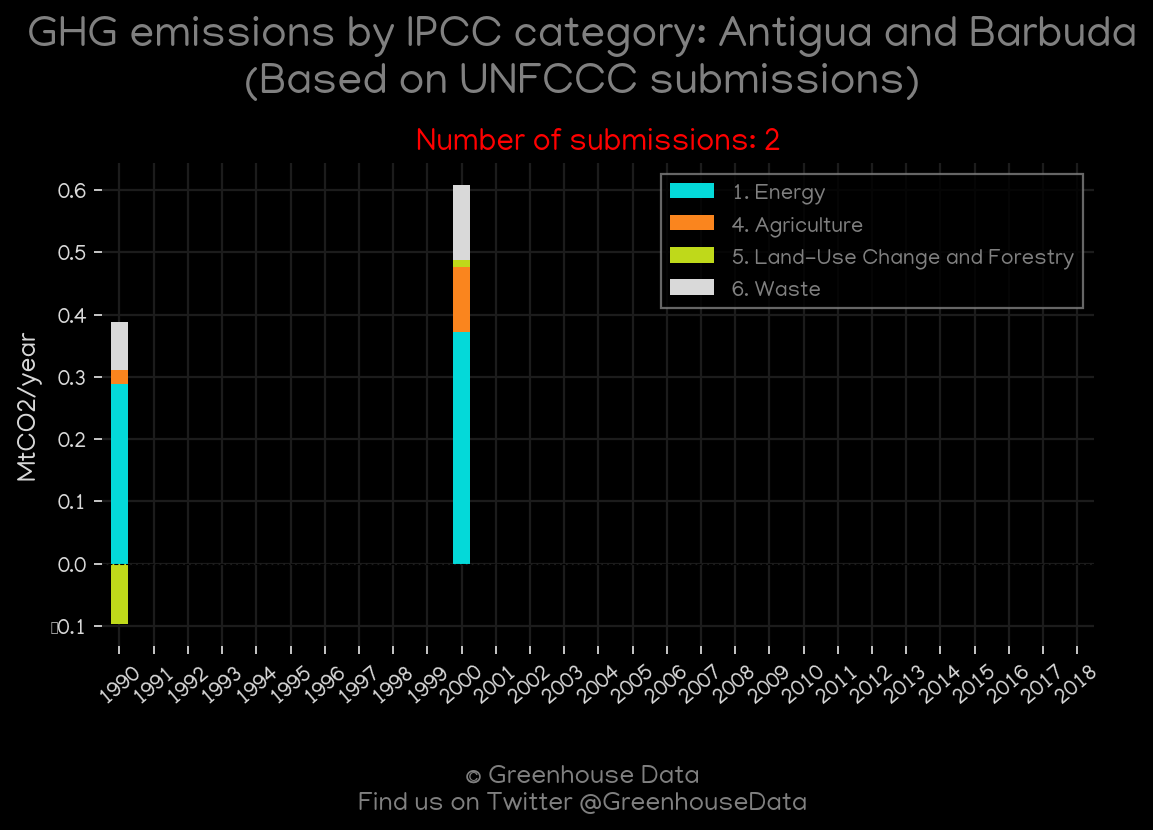 GHG emissions by IPCC category: Antigua and Barbuda
(Based on UNFCCC submissions)
Number of submissions: 2
1. Energy
4. Agriculture
5. Land-Use Change and Forestry
6. Waste
MtCO2/year
0.6
0.5
0.4
0.3
0.2
0.1
0.0
▯0.1
1990 1991 1992 1993 1994 1995 1996 1997 1998 1999 2000 2001 2002 2003 2004 2005 2006 2007 2008 2009 2010 2011 2012 2013 2014 2015 2016 2017 2018
© Greenhouse Data
Find us on Twitter @GreenhouseData